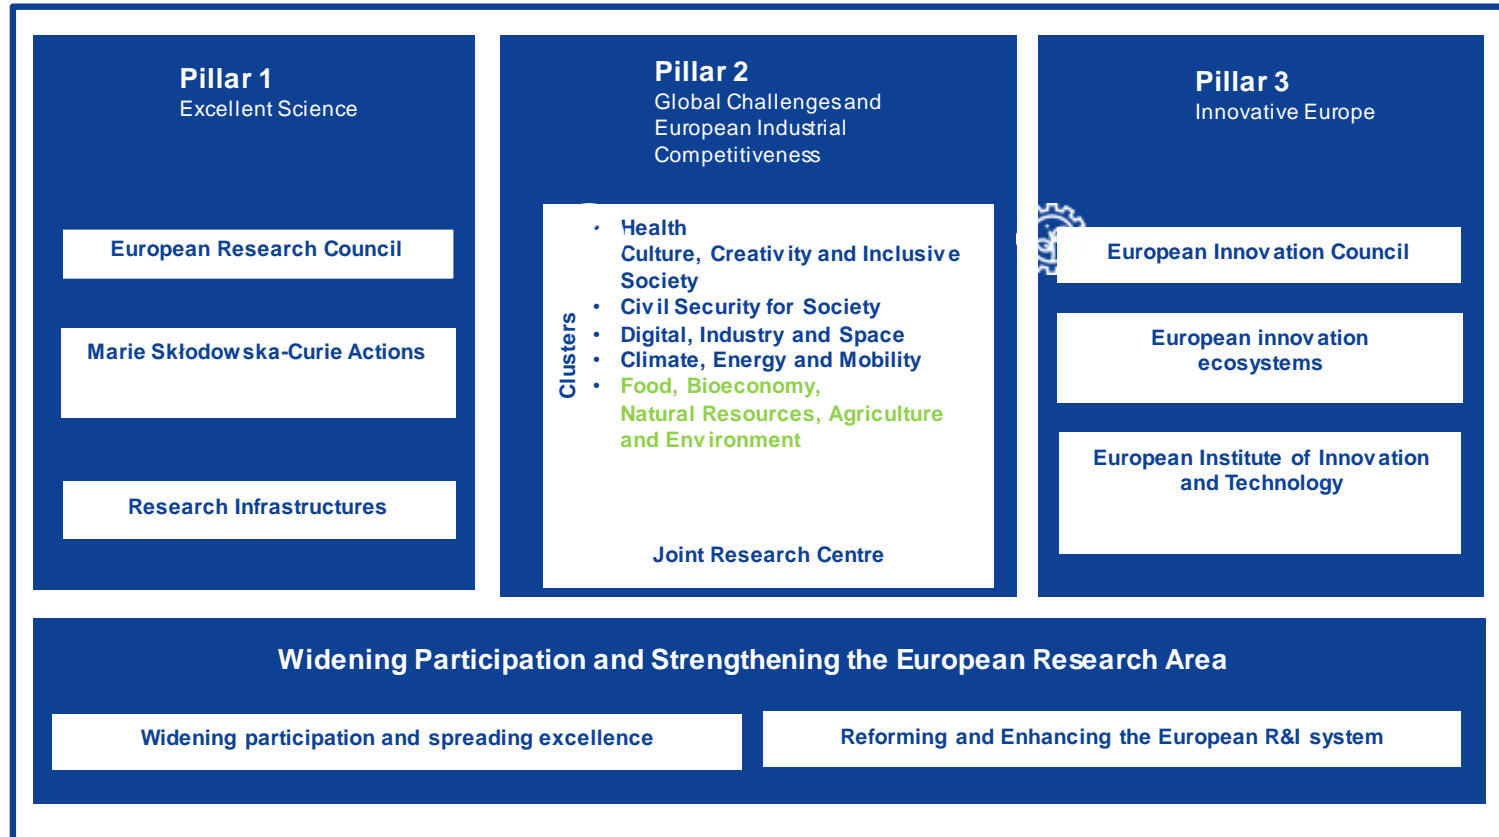 Pillar 1
Excellent Science
European Research Council
Marie Skłodowska-Curie Actions
Research Infrastructures
Pillar 2
Global Challenges and
European Industrial
Competitiveness
Clusters
• Health
Culture, Creativity and Inclusive
Society
• Civil Security for Society
• Digital, Industry and Space
• Climate, Energy and Mobility
• Food, Bioeconomy,
Natural Resources, Agriculture
and Environment
Joint Research Centre
Pillar 3
Innovative Europe
European Innovation Council
European innovation
ecosystems
European Institute of Innovation
and Technology
Widening Participation and Strengthening the European Research Area
Widening participation and spreading excellence
Reforming and Enhancing the European R&I system